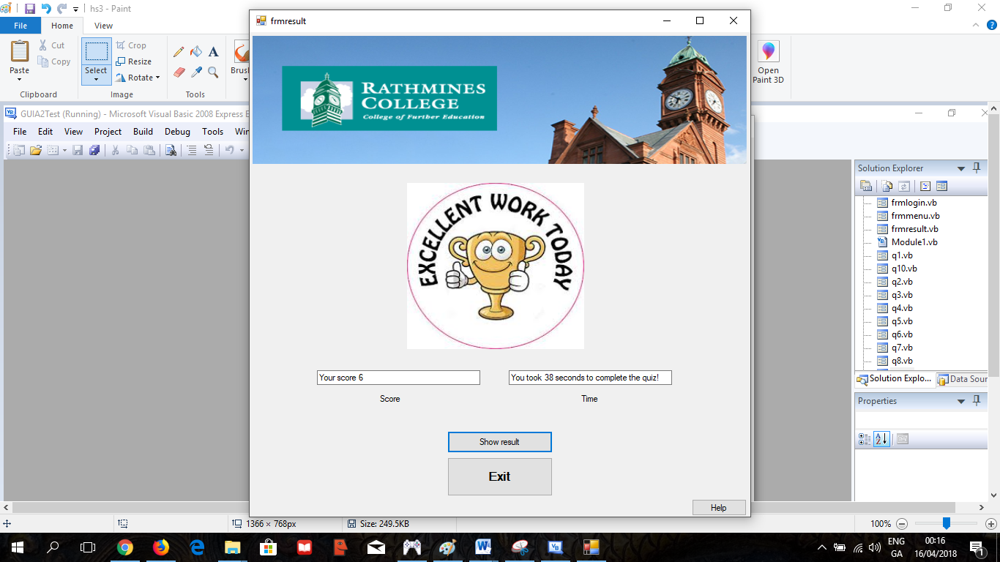 hs3 - Paint
File Home View
Paste
Cut
Copy
Clipboard
Select
Crop
Resize
Rotate
Image
Tools
Open
Paint 3D
frmresult
RATHMINES
COLLEGE
College of Further Education
GUIA2Test (Running) - Microsoft Visual Basic 2008 Express E
File Edit View Project Build Debug Tools
EXCELLENT WORK TODAY
Your score 6
You took 38 seconds to complete the quiz!
Score
Time
Show result
Exit
Help
Solution Explorer
frmlogin.vb
frmmenu.vb
frmresult.vb
Module1.vb
q1.vb
q10.vb
q2.vb
q3.vb
q4.vb
q5.vb
q6.vb
q7.vb
q8.vb
Solution Explo... Data Sour
Properties
1366 × 768px
Size: 249.5KB
100%
ENG
GA
00:16
16/04/2018
1